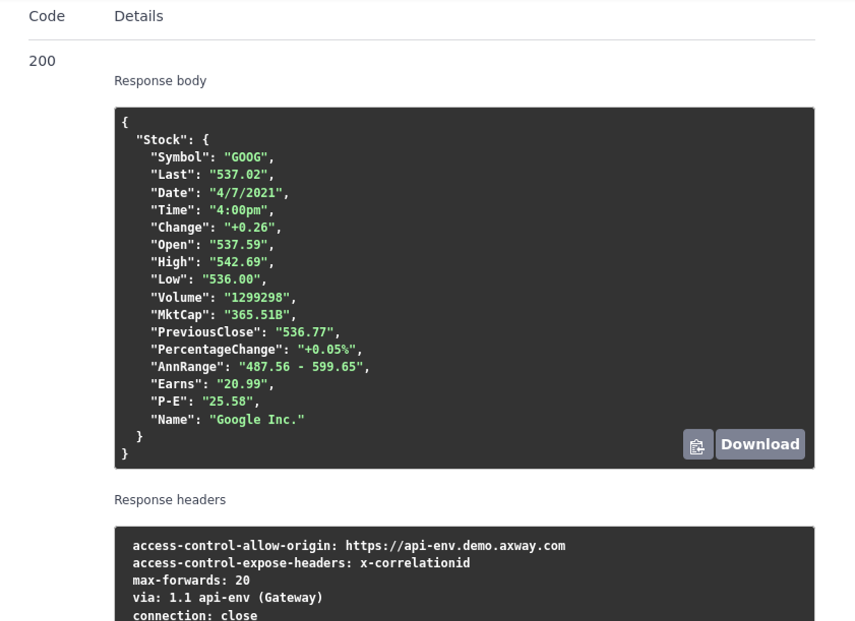 Code Details
200
Response body
{
"Stock": {
"Symbol": "GOOG",
"Last": "537.02",
"Date": "4/7/2021",
"Time": "4:00pm",
"Change": "+0.26",
"Open": "537.59",
"High": "542.69",
"Low": "536.00",
"Volume": "1299298",
"MktCap": "365.51B",
"PreviousClose": "536.77",
"PercentageChange": "+0.05%",
"AnnRange": "487.56 - 599.65",
"Earns": "20.99",
"P-E": "25.58",
"Name": "Google Inc."
}
}
Download
Response headers
access-control-allow-origin: https://api-env.demo.axway.com
access-control-expose-headers: x-correlationid
max-forwards: 20
via: 1.1 api-env (Gateway)
connection: close